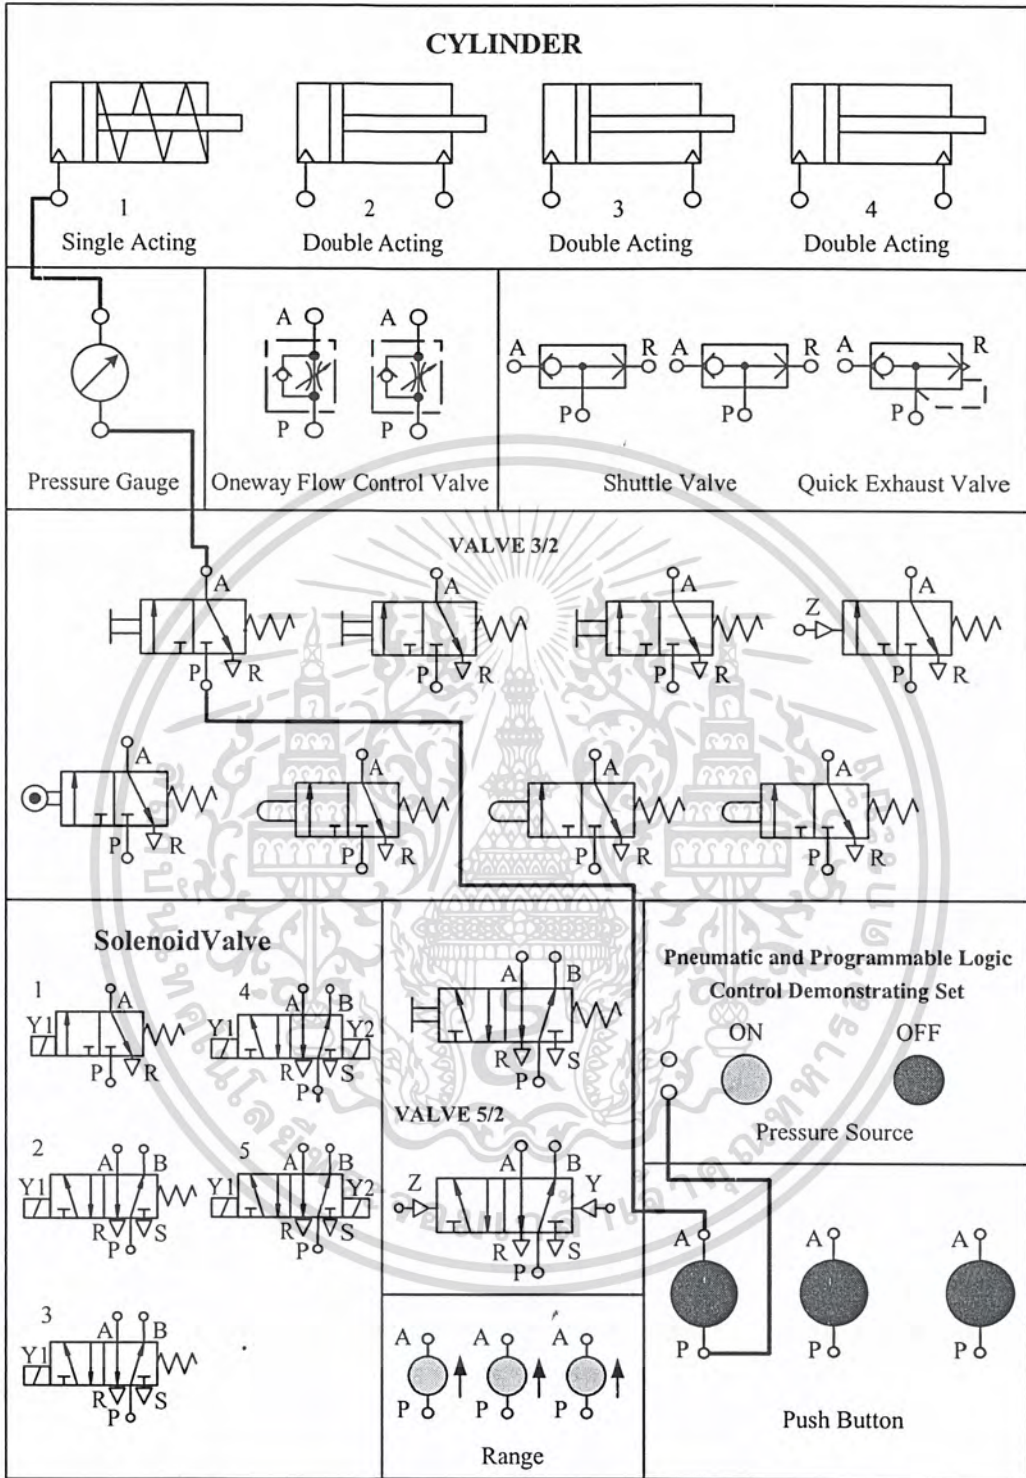 CYLINDER
1 2 3 4
Single Acting Double Acting Double Acting Double Acting
A A A R A R A R
P P P P P
Pressure Gauge Oneway Flow Control Valve Shuttle Valve Quick Exhaust Valve
VALVE 3/2
A A A Z A
P R P R P R P R
A A A A
P R P R P R P R
SolenoidValve
1 A 4 A B
Y1 Y1 Y2
P R R P S
2 A B 5 A B
Y1 Y1 Y2
R P S R P S
3 A B
Y1
R P S
A B
R P S
VALVE 5/2
A B
Z Y
R P S
A A A
P P P
Range
Pneumatic and Programmable Logic
Control Demonstrating Set
ON OFF
Pressure Source
A A A
P P P
Push Button